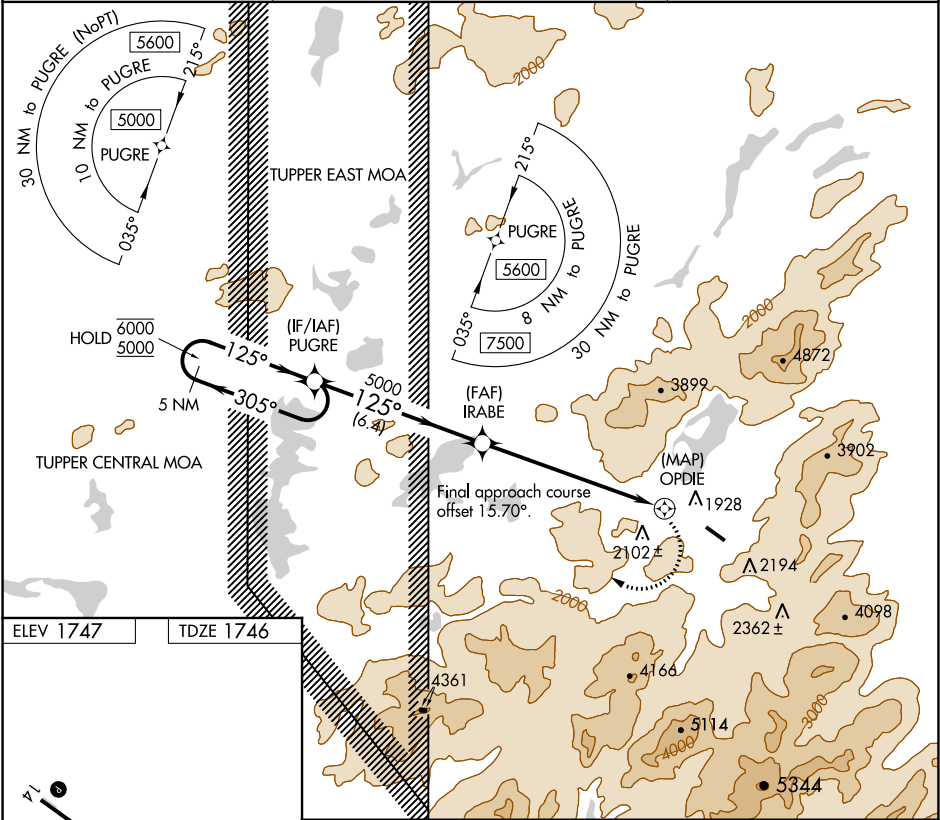 30 NM to PUGRE (NoPT)
5600
215°
10 NM to PUGRE
5000
PUGRE
035°
TUPPER EAST MOA
2000
215°
PUGRE
5600
8 NM to PUGRE
035°
7500
30 NM to PUGRE
HOLD 6000
5000
125°
(IF/IAF)
PUGRE
305°
5 NM
5000
125°
(6.4)
(FAF)
IRABE
2000
4872
3899
TUPPER CENTRAL MOA
3902
(MAP)
OPDIE
Final approach course
offset 15.70°.
1928
2102 ±
2194
2000
2362 ±
4098
ELEV 1747
TDZE 1746
4166
4361
3000
5114
4000
5344
14
P